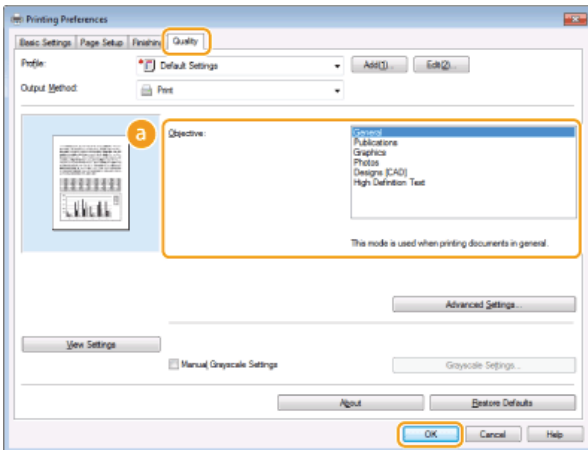 Printing Preferences
Basic Settings Page Setup Finishing Quality
Profile: Default Settings Add(1)... Edit(2)...
Output Method: Print
a
Objective:
General
Publications
Graphics
Photos
Designs [CAD]
High Definition Text
This mode is used when printing documents in general.
Advanced Settings...
View Settings
Manual Grayscale Settings Grayscale Settings...
About Restore Defaults
OK Cancel Help